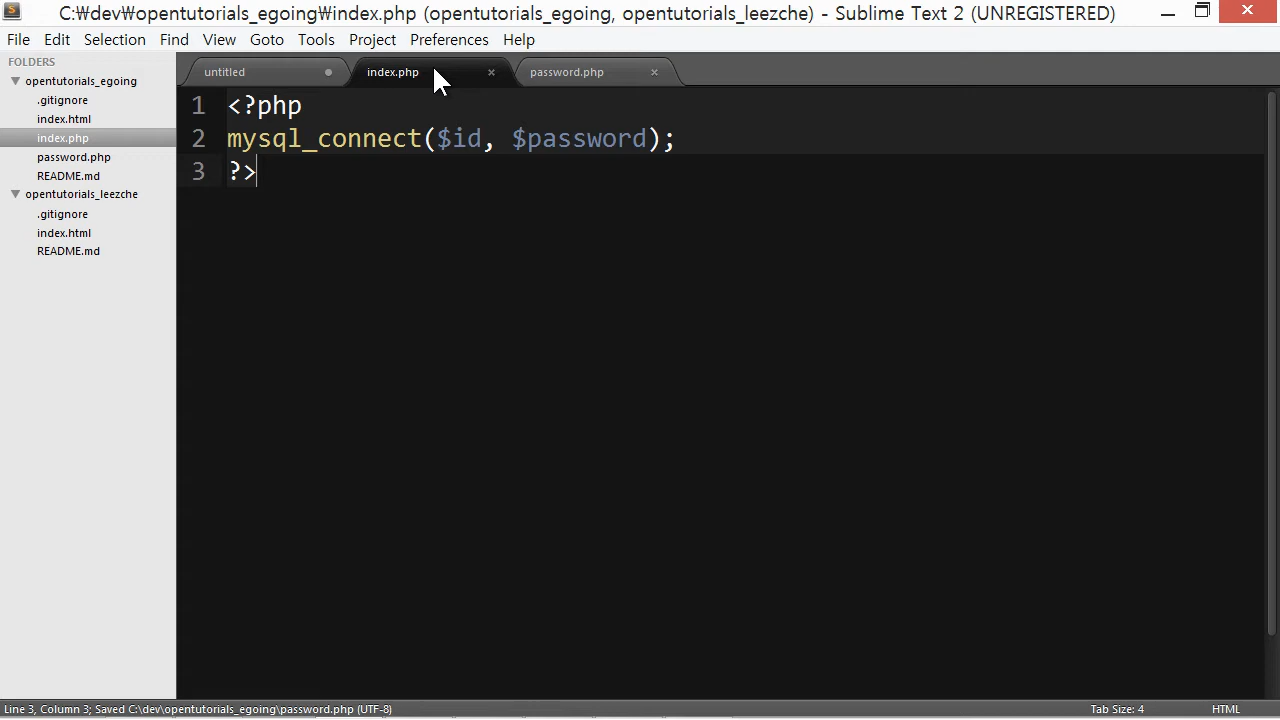 C:₩dev₩opentutorials_egoing₩index.php (opentutorials_egoing, opentutorials_leezche) - Sublime Text 2 (UNREGISTERED)
File Edit Selection Find View Goto Tools Project Preferences Help
FOLDERS
opentutorials_egoing
.gitignore
index.html
index.php
password.php
README.md
opentutorials_leezche
.gitignore
index.html
README.md
untitled index.php password.php
1 <?php
2 mysql_connect($id, $password);
3 ?>
Line 3, Column 3; Saved C:\dev\opentutorials_egoing\password.php (UTF-8) Tab Size: 4 HTML